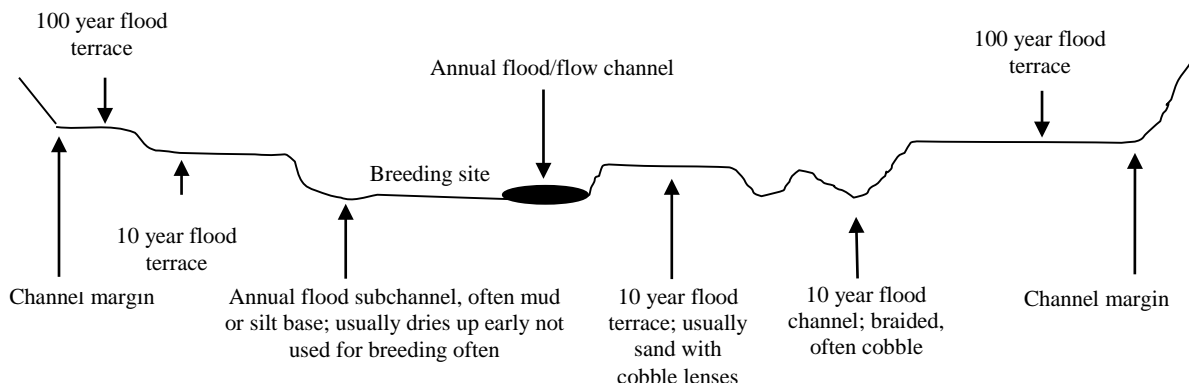 100 year flood
terrace
Annual flood/flow channel
100 year flood
terrace
Breeding site
10 year flood
terrace
Channel margin
Annual flood subchannel, often mud
or silt base; usually dries up early not
used for breeding often
10 year flood
terrace; usually
sand with
cobble lenses
10 year flood
channel; braided,
often cobble
Channel margin